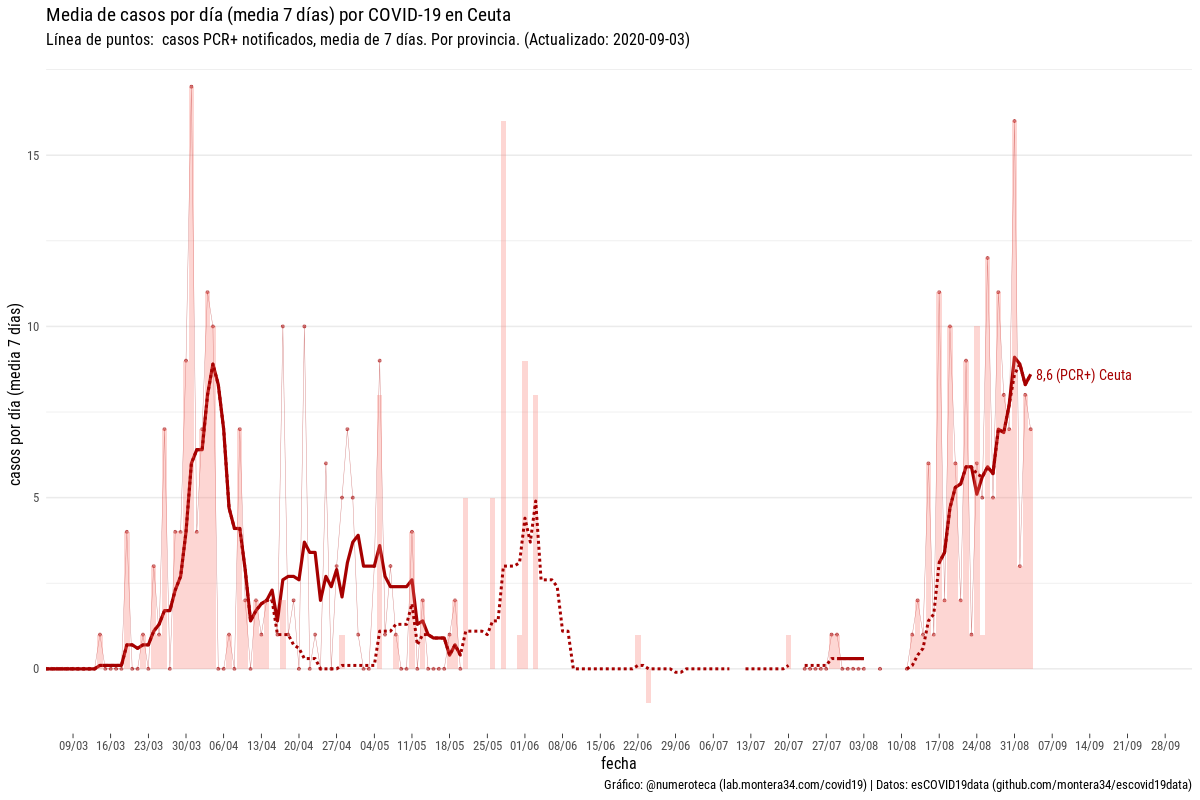 Media de casos por día (media 7 días) por COVID-19 en Ceuta
Línea de puntos:  casos PCR+ notificados, media de 7 días. Por provincia. (Actualizado: 2020-09-03)
casos por día (media 7 días)
15
10
5
0
8,6 (PCR+) Ceuta
09/03 16/03 23/03 30/03 06/04 13/04 20/04 27/04 04/05 11/05 18/05 25/05 01/06 08/06 15/06 22/06 29/06 06/07 13/07 20/07 27/07 03/08 10/08 17/08 24/08 31/08 07/09 14/09 21/09 28/09
fecha
Gráfico: @numeroteca (lab.montera34.com/covid19) | Datos: esCOVID19data (github.com/montera34/escovid19data)